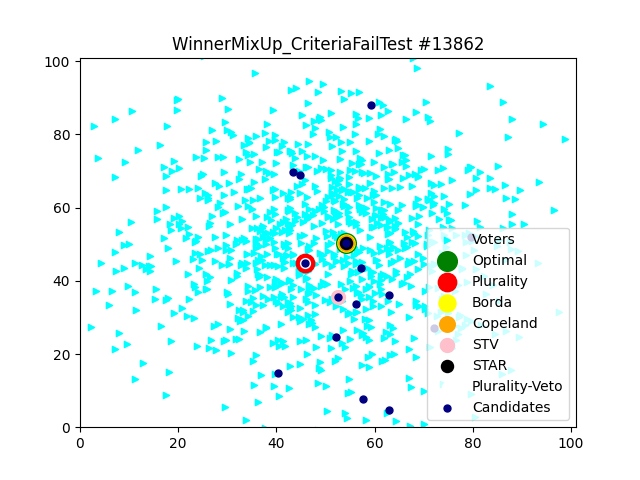 WinnerMixUp_CriteriaFailTest #13862
100
80
60
40
20
0
0
20
40
60
80
100
Voters
Optimal
Plurality
Borda
Copeland
STV
STAR
Plurality-Veto
Candidates